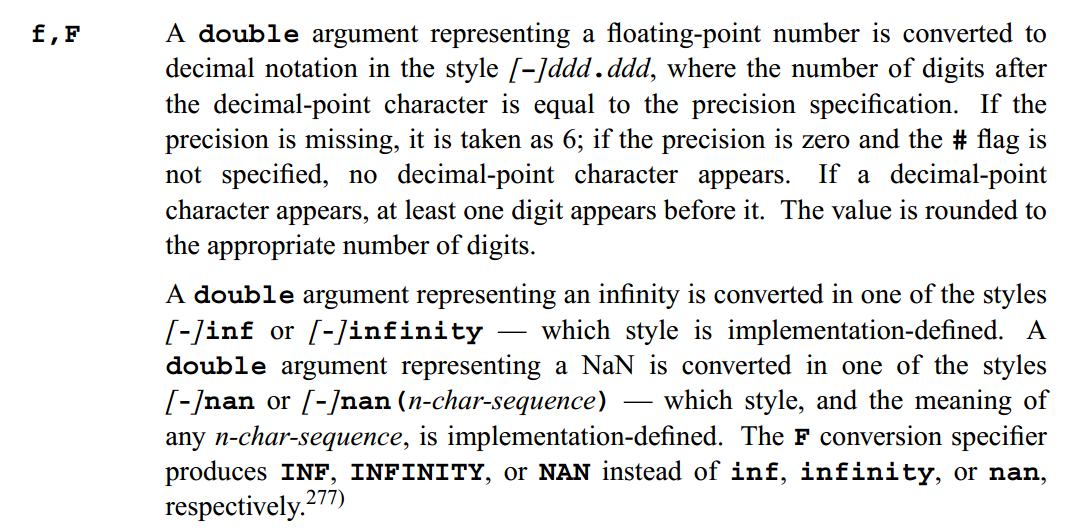 f,F A double argument representing a floating-point number is converted to
decimal notation in the style [−]ddd.ddd, where the number of digits after
the decimal-point character is equal to the precision specification. If the
precision is missing, it is taken as 6; if the precision is zero and the # flag is
not specified, no decimal-point character appears. If a decimal-point
character appears, at least one digit appears before it. The value is rounded to
the appropriate number of digits.
A double argument representing an infinity is converted in one of the styles
[-]inf or [-]infinity — which style is implementation-defined. A
double argument representing a NaN is converted in one of the styles
[-]nan or [-]nan(n-char-sequence) — which style, and the meaning of
any n-char-sequence, is implementation-defined. The F conversion specifier
produces INF, INFINITY, or NAN instead of inf, infinity, or nan,
respectively.277)